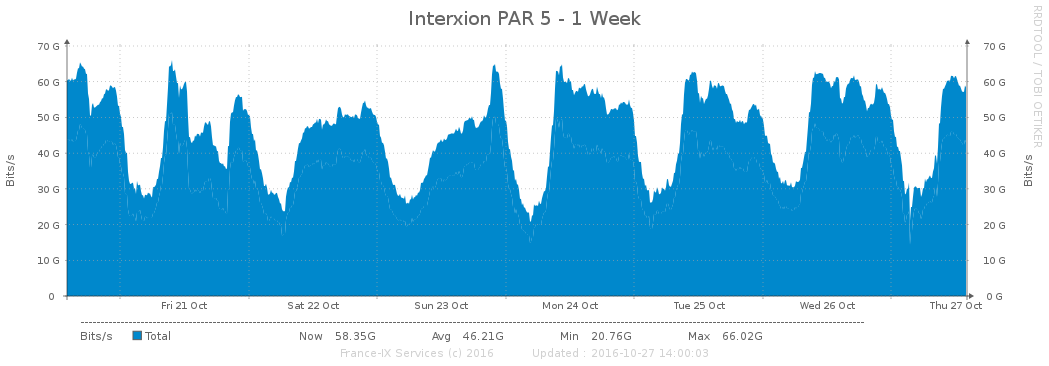 Interxion PAR 5 - 1 Week
RRDTOOL / TOBI OETIKER
Bits/s
70 G
60 G
50 G
40 G
30 G
20 G
10 G
0
70 G
60 G
50 G
40 G
30 G
20 G
10 G
0 G
Bits/s
Fri 21 Oct Sat 22 Oct Sun 23 Oct Mon 24 Oct Tue 25 Oct Wed 26 Oct Thu 27 Oct
Bits/s Total Now 58.35G Avg 46.21G Min 20.76G Max 66.02G
France-IX Services (c) 2016 Updated : 2016-10-27 14:00:03